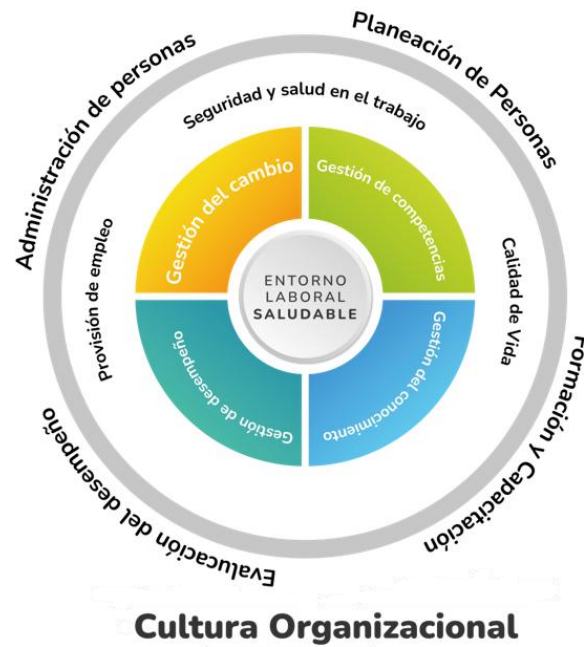 Administración de personas
Planeación de Personas
Seguridad y salud en el trabajo
Gestión del cambio
Gestión de competencias
Provisión de empleo
ENTORNO
LABORAL
SALUDABLE
Calidad de Vida
Gestión de desempeño
Gestión del conocimiento
Evalucación del desempeño
Formación y Capacitación
Cultura Organizacional